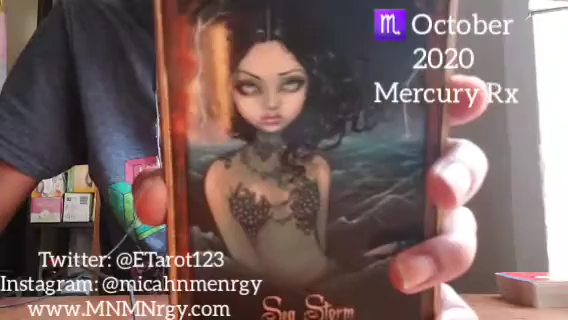 ♏ October
2020
Mercury Rx
Twitter: @ETarot123
Instagram: @micahnmenrgy
www.MNMNrgy.com
Sea Storm